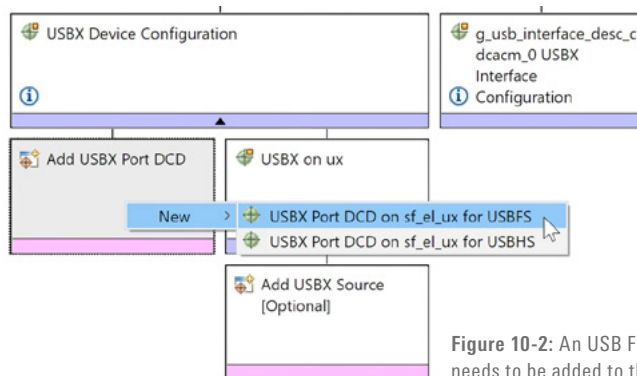 USBX Device Configuration
g_usb_interface_desc_c
dcacm_0 USBX
Interface
Configuration
Add USBX Port DCD
USBX on ux
New
USBX Port DCD on sf_el_ux for USBFS
USBX Port DCD on sf_el_ux for USBHS
Add USBX Source
[Optional]
Figure 10-2: An USB F
needs to be added to th